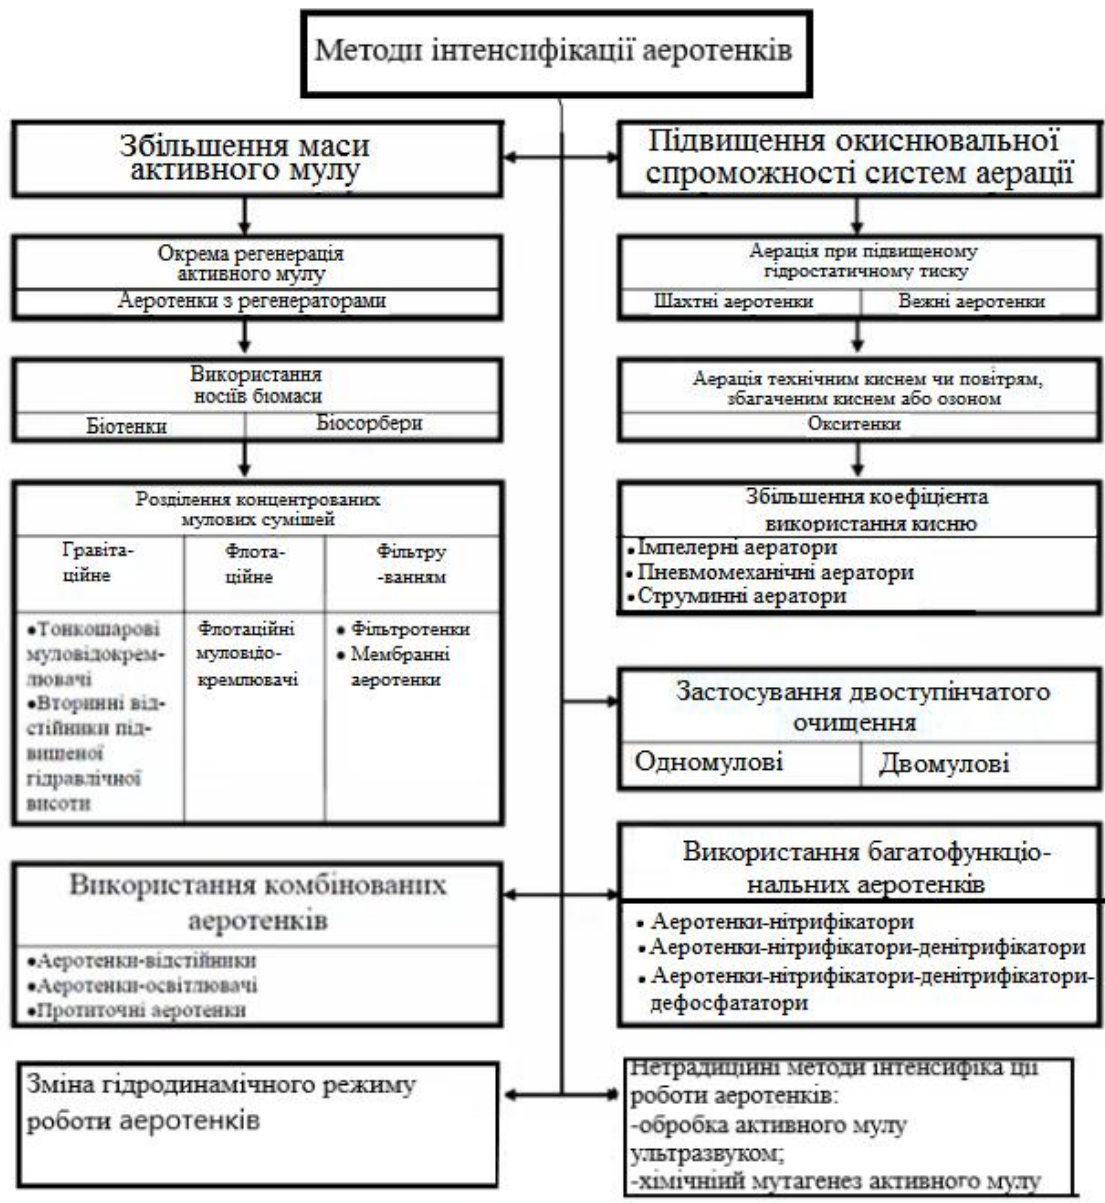 Методи інтенсифікації аеротенків
Збільшення маси
активного мулу
Підвищення окиснювальної
спроможності систем аерації
Окрема регенерація
активного мулу
Аеротенки з регенераторами
Аерація при підвищеному
гідростатичному тиску
Шахтні аеротенки
Вежні аеротенки
Використання
носіїв біомаси
Біотенки
Біосорбери
Аерація технічним киснем чи повітрям,
збагаченим киснем або озоном
Окситенки
Розділення концентрованих
мулових сумішей
Гравіта-
ційне
Флота-
ційне
Фільтру
-ванням
•Тонкошарові
муловідокрем-
лювачі
•Вторинні від-
стійники під-
вишеної
гідравлічної
висоти
Флотаційні
муловідо-
кремлювачі
• Фільтротенки
• Мембранні
аеротенки
Збільшення коефіцієнта
використання кисню
•Імпелерні аератори
•Пневмомеханічні аератори
•Струминні аератори
Застосування двоступінчатого
очищення
Одномулові
Двомулові
Використання комбінованих
аеротенків
•Аеротенки-відстійники
•Аеротенки-освітлювачі
•Протиточні аеротенки
Використання багатофункціо-
нальних аеротенків
• Аеротенки-нітрифікатори
•Аеротенки-нітрифікатори-денітрифікатори
•Аеротенки-нітрифікатори-денітрифікатори-
дефосфататори
Зміна гідродинамічного режиму
роботи аеротенків
Нетрадиційні методи інтенсифіка ції
роботи аеротенків:
-обробка активного мулу
ультразвуком;
-хімічніий мутагенез активного мулу